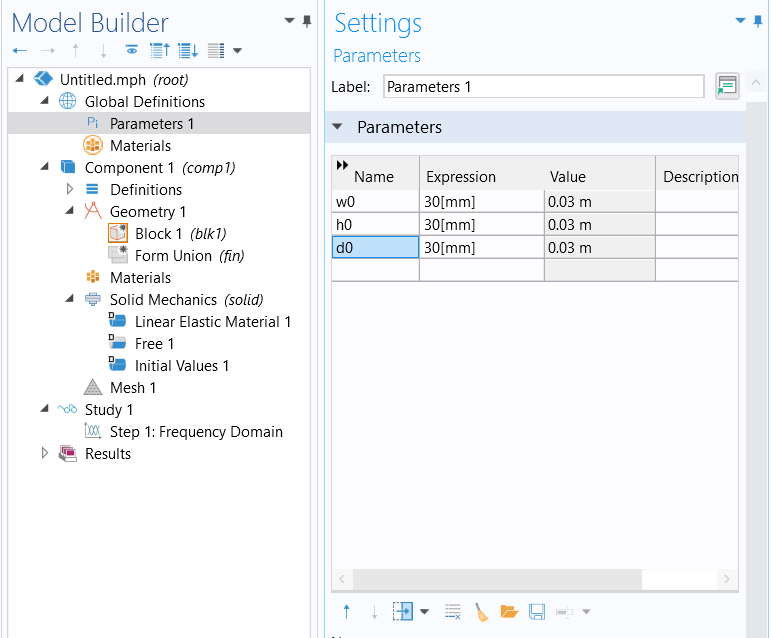 Model Builder
Untitled.mph (root)
Global Definitions
Pi Parameters 1
Materials
Component 1 (comp1)
Definitions
Geometry 1
Block 1 (blk1)
Form Union (fin)
Materials
Solid Mechanics (solid)
D Linear Elastic Material 1
D Free 1
D Initial Values 1
Mesh 1
Study 1
Step 1: Frequency Domain
Results
Settings
Parameters
Label: Parameters 1
Parameters
Name Expression Value Description
w0 30[mm] 0.03 m
h0 30[mm] 0.03 m
d0 30[mm] 0.03 m